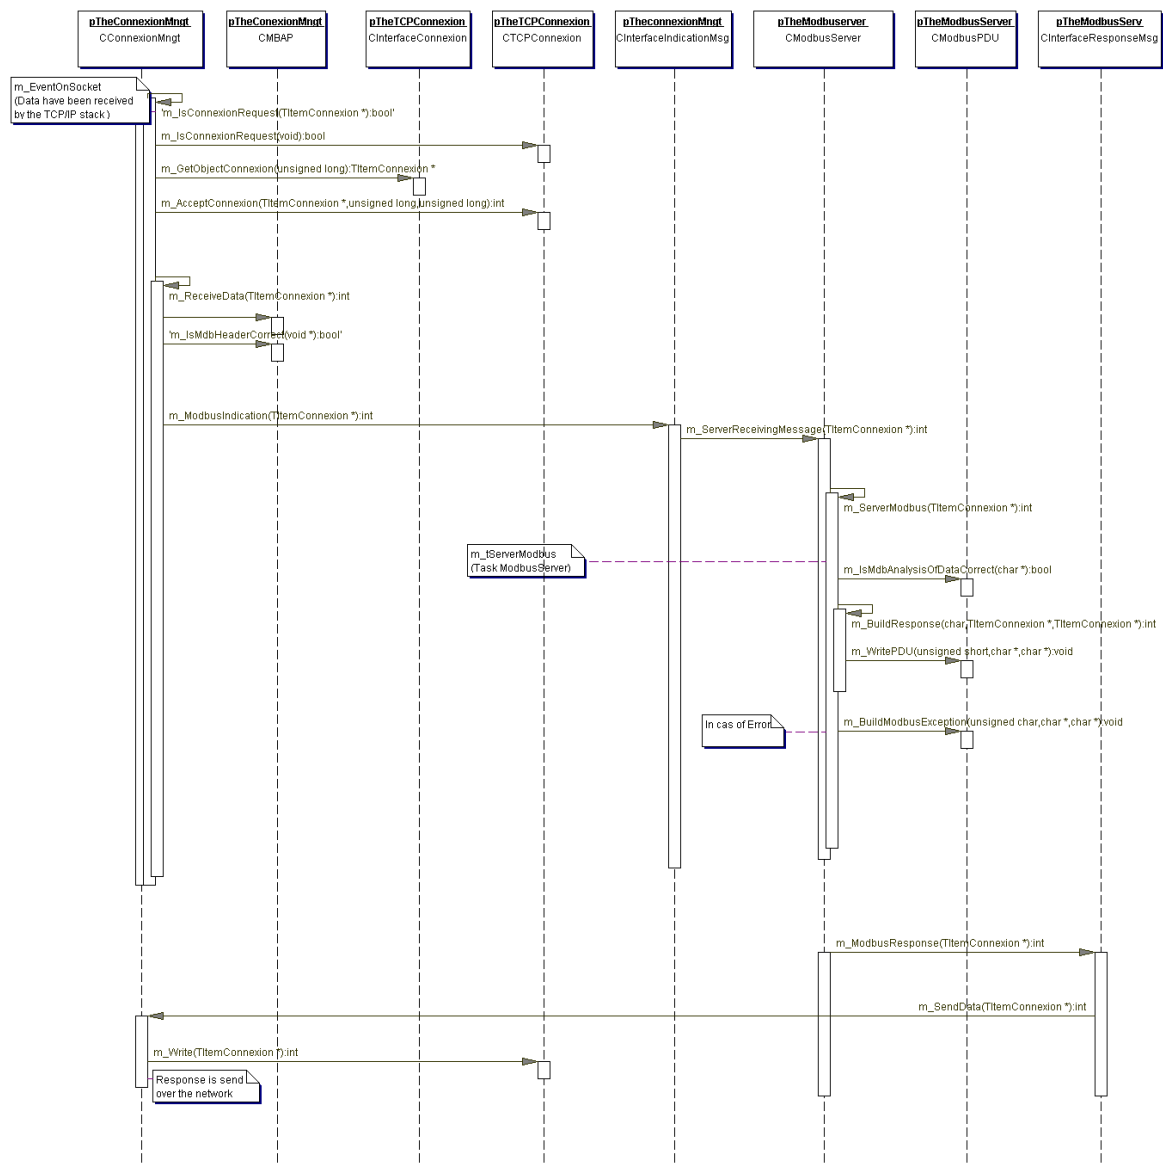 pTheConnexionMngt
CConnexionMngt
pTheConexionMngt
CMBAP
pTheTCPConnexion
CInterfaceConnexion
pTheTCPConnexion
CTCPConnexion
pTheconnexionMngt
CInterfaceIndicationMsg
pTheModbuserver
CModbusServer
pTheModbusServer
CModbusPDU
pTheModbusServ
CInterfaceResponseMsg
m_EventOnSocket
(Data have been received
by the TCP/IP stack )
'm_IsConnexionRequest(TItemConnexion *):bool'
m_IsConnexionRequest(void):bool
m_GetObjectConnexion(unsigned long):TItemConnexion *
m_AcceptConnexion(TItemConnexion *,unsigned long,unsigned long):int
m_ReceiveData(TItemConnexion *):int
'm_IsMdbHeaderCorrect(void *):bool'
m_ModbusIndication(TItemConnexion *):int
m_ServerReceivingMessage(TItemConnexion *):int
m_ServerModbus(TItemConnexion *):int
m_tServerModbus
(Task ModbusServer)
m_IsMdbAnalysisOfDataCorrect(char *):bool
m_BuildResponse(char,TItemConnexion *,TItemConnexion *):int
m_WritePDU(unsigned short,char *,char *):void
In cas of Error
m_BuildModbusException(unsigned char,char *,char *):void
m_ModbusResponse(TItemConnexion *):int
m_SendData(TItemConnexion *):int
m_Write(TItemConnexion *):int
Response is send
over the network